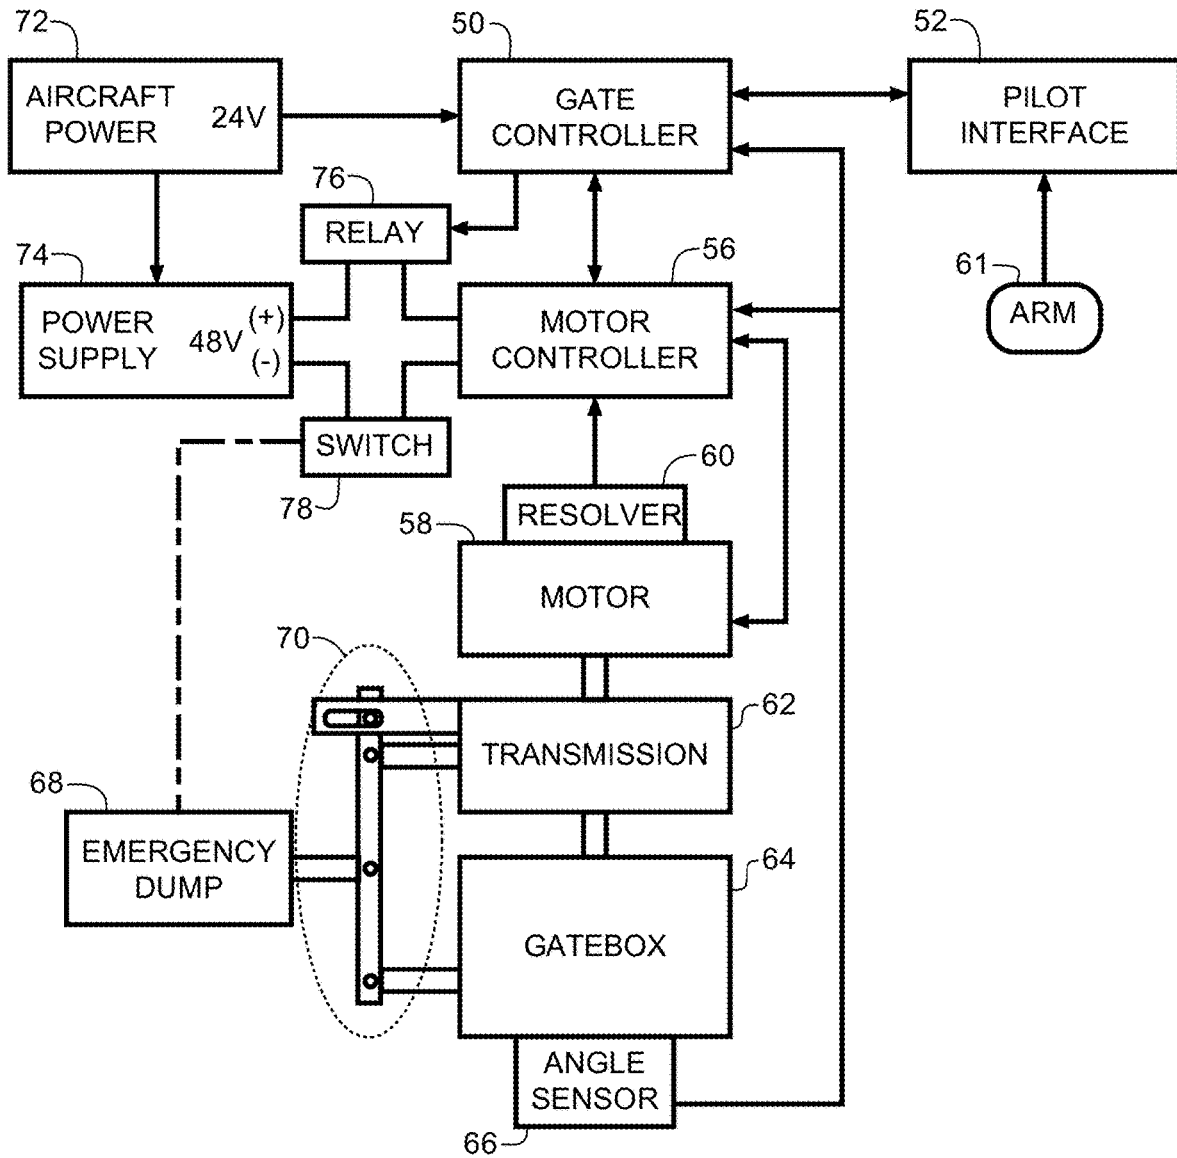 72
50
52
AIRCRAFT
POWER
24V
GATE
CONTROLLER
PILOT
INTERFACE
76
RELAY
74
56
61
POWER
SUPPLY
48V
(+)
(-)
MOTOR
CONTROLLER
ARM
SWITCH
78
60
RESOLVER
58
MOTOR
70
62
TRANSMISSION
68
EMERGENCY
DUMP
64
GATEBOX
ANGLE
SENSOR
66